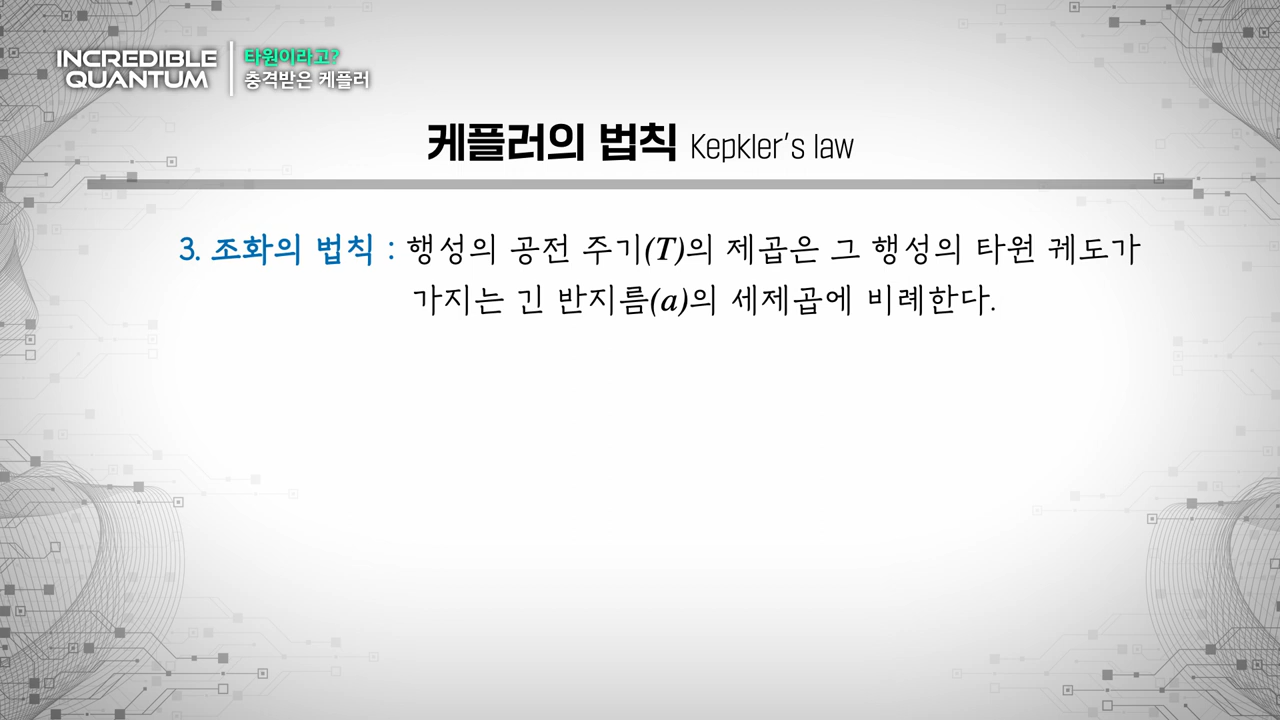 INCREDIBLE
QUANTUM
타원이라고?
충격받은 케플러
케플러의 법칙 Kepkler's law
3. 조화의 법칙 : 행성의 공전 주기(T)의 제곱은 그 행성의 타원 궤도가
가지는 긴 반지름(a)의 세제곱에 비례한다.